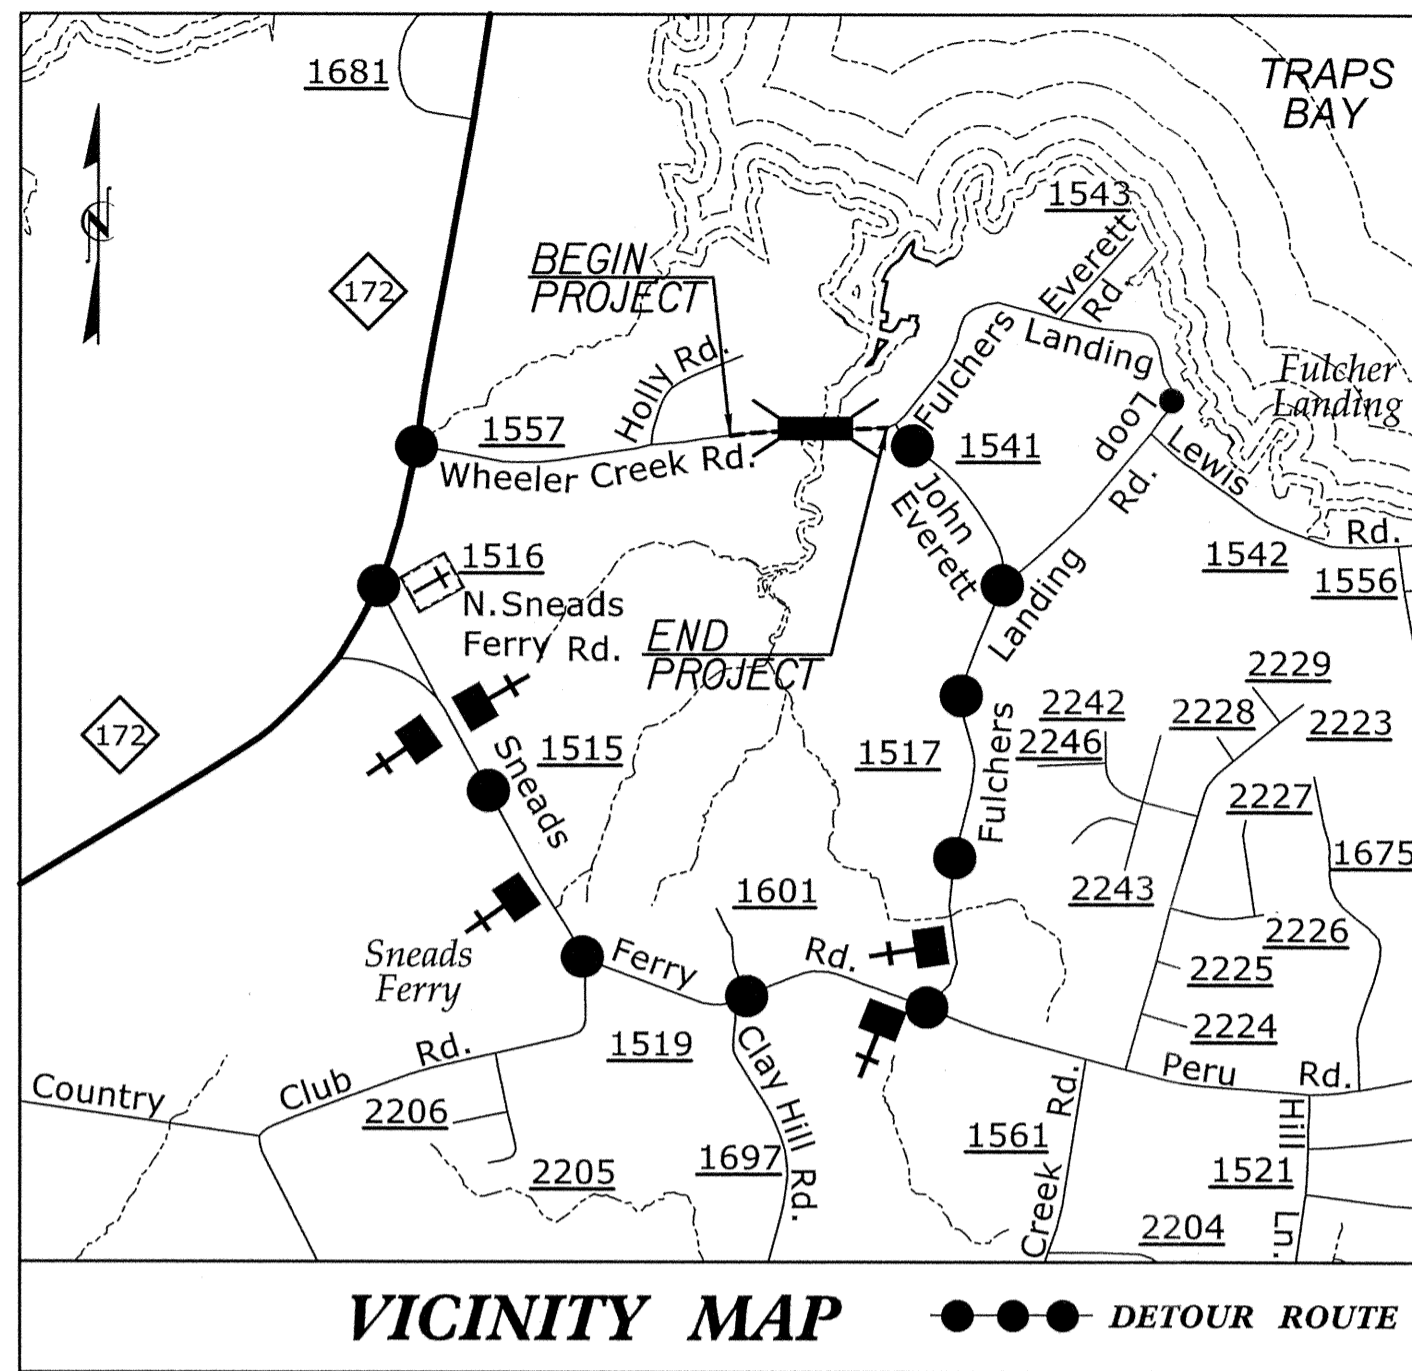 TRAPS
BAY
1681
1543
Everett
Rd.
172
BEGIN
PROJECT
Holly Rd.
Fulchers
Landing
Loop
Fulcher
Landing
1557
Wheeler Creek Rd.
1541
John
Everett
Lewis
Rd.
1542
1556
Rd.
Landing
Fulchers
1516
N. Sneads
Ferry Rd.
END
PROJECT
172
1515
Sneads
1517
2242
2246
2229
2228
2223
2227
1675
2243
2226
2225
2224
1601
Sneads
Ferry
Ferry
Rd.
Peru
Rd.
Country
Club
Rd.
1519
Clay Hill Rd.
2206
2205
1697
1561
Creek Rd.
Hill
Ln.
1521
2204
VICINITY MAP
DETOUR ROUTE
N